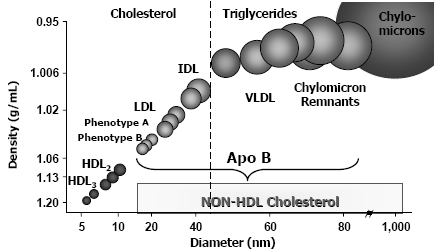 Cholesterol
Triglycerides
0.95
Chylo-
microns
IDL
1.006
VLDL
Chylomicron
Remnants
LDL
1.02
Phenotype A
Phenotype B
Density (g/mL)
1.06
Apo B
HDL2
1.13
HDL3
1.20
NON-HDL Cholesterol
5
10
20
40
60
80
1,000
Diameter (nm)